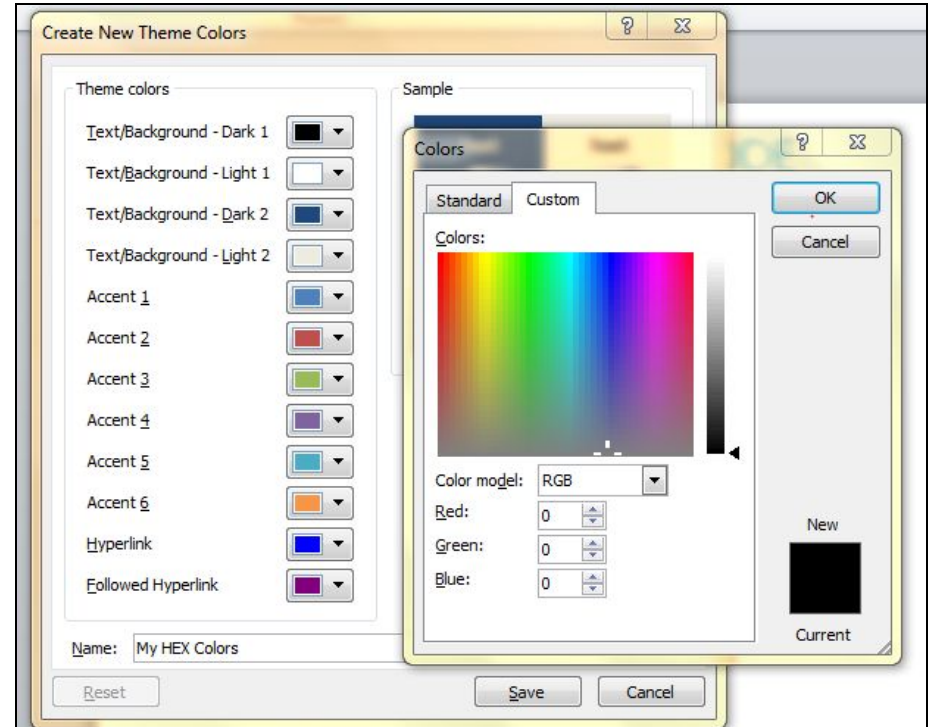 Create New Theme Colors
Theme colors
Sample
Text/Background - Dark 1
Text/Background - Light 1
Text/Background - Dark 2
Text/Background - Light 2
Accent 1
Accent 2
Accent 3
Accent 4
Accent 5
Accent 6
Hyperlink
Followed Hyperlink
Name: My HEX Colors
Reset
Save
Cancel
Colors
Standard
Custom
OK
Cancel
Colors:
Color model: RGB
Red: 0
Green: 0
Blue: 0
New
Current